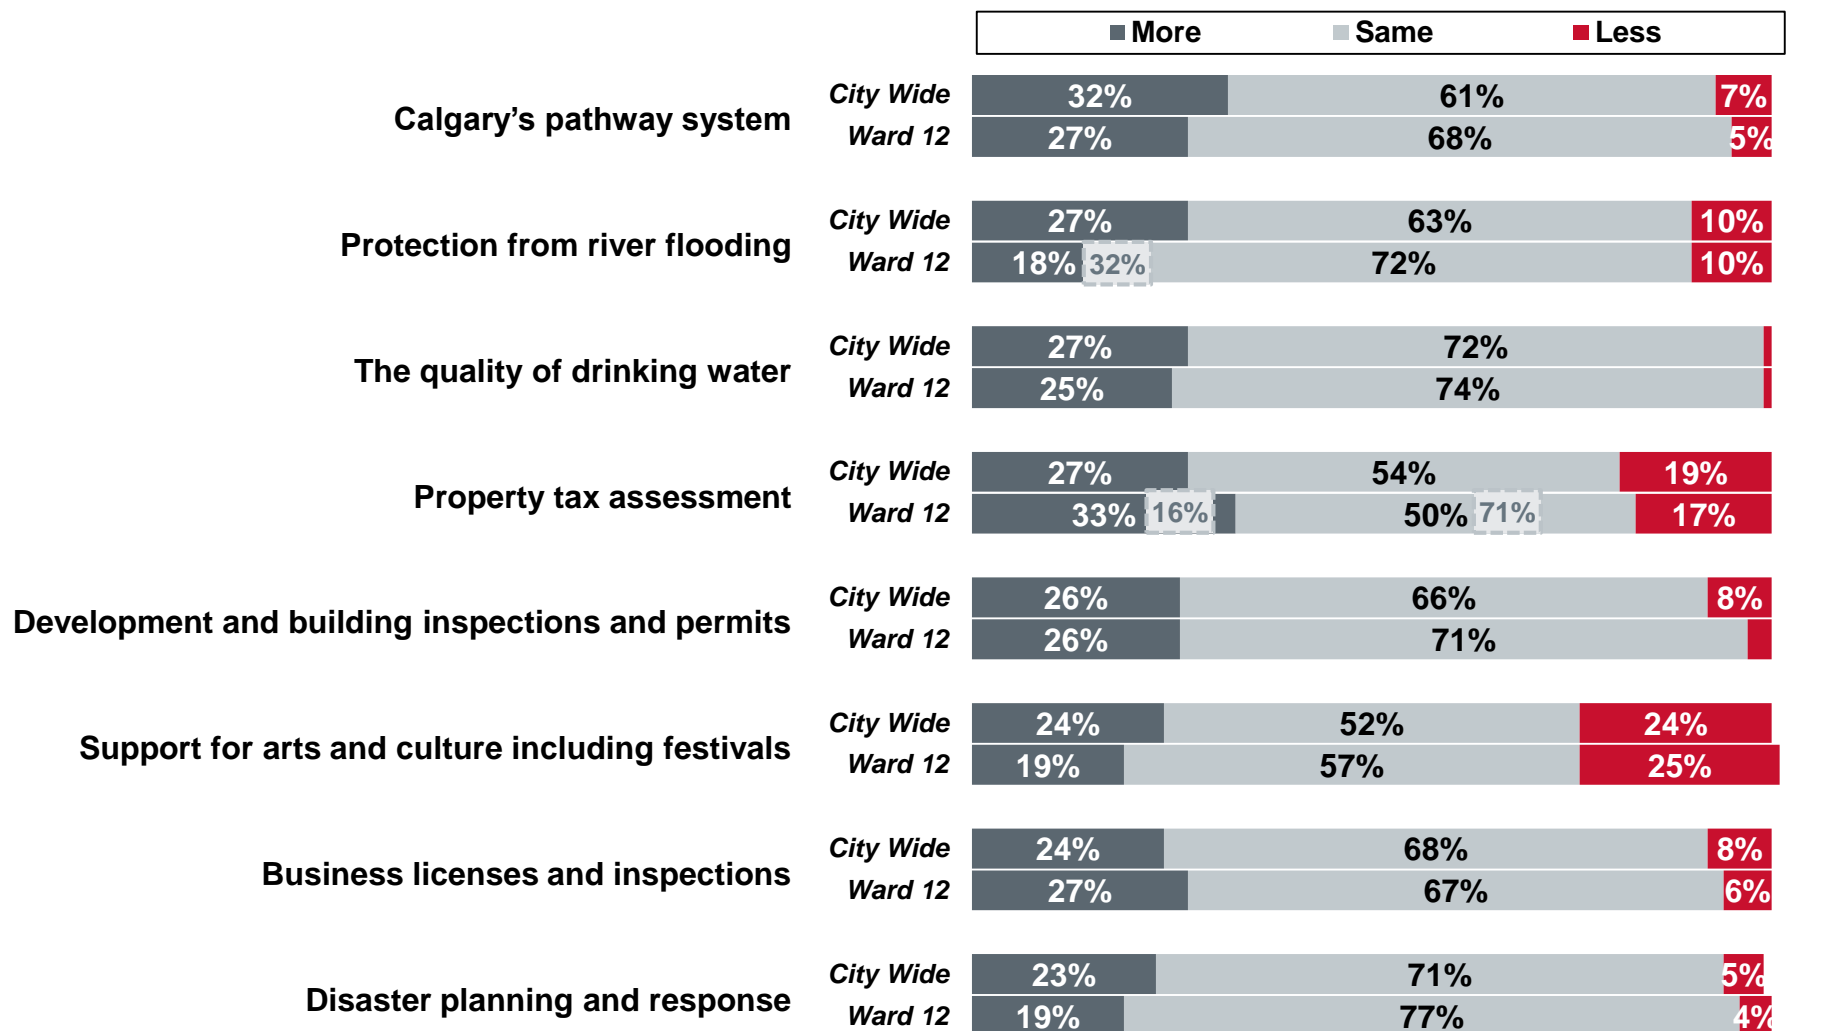 More Same Less
Calgary’s pathway system
City Wide 32% 61% 7%
Ward 12 27% 68% 5%
Protection from river flooding
City Wide 27% 63% 10%
Ward 12 18% 32% 72% 10%
The quality of drinking water
City Wide 27% 72%
Ward 12 25% 74%
Property tax assessment
City Wide 27% 54% 19%
Ward 12 33% 16% 50% 71% 17%
Development and building inspections and permits
City Wide 26% 66% 8%
Ward 12 26% 71%
Support for arts and culture including festivals
City Wide 24% 52% 24%
Ward 12 19% 57% 25%
Business licenses and inspections
City Wide 24% 68% 8%
Ward 12 27% 67% 6%
Disaster planning and response
City Wide 23% 71% 5%
Ward 12 19% 77% 4%